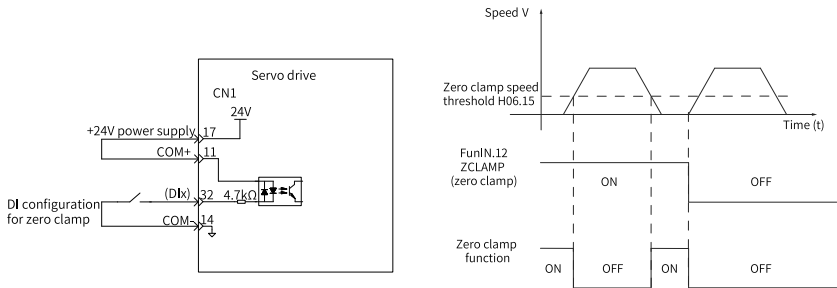 Servo drive
CN1
24V
+24V power supply
17
COM+
11
(DIx)
32
4.7kΩ
DI configuration
for zero clamp
COM-
14
Speed V
Zero clamp speed
threshold H06.15
Time (t)
FunIN.12
ZCLAMP
(zero clamp)
ON
OFF
Zero clamp
function
ON
OFF
ON
OFF